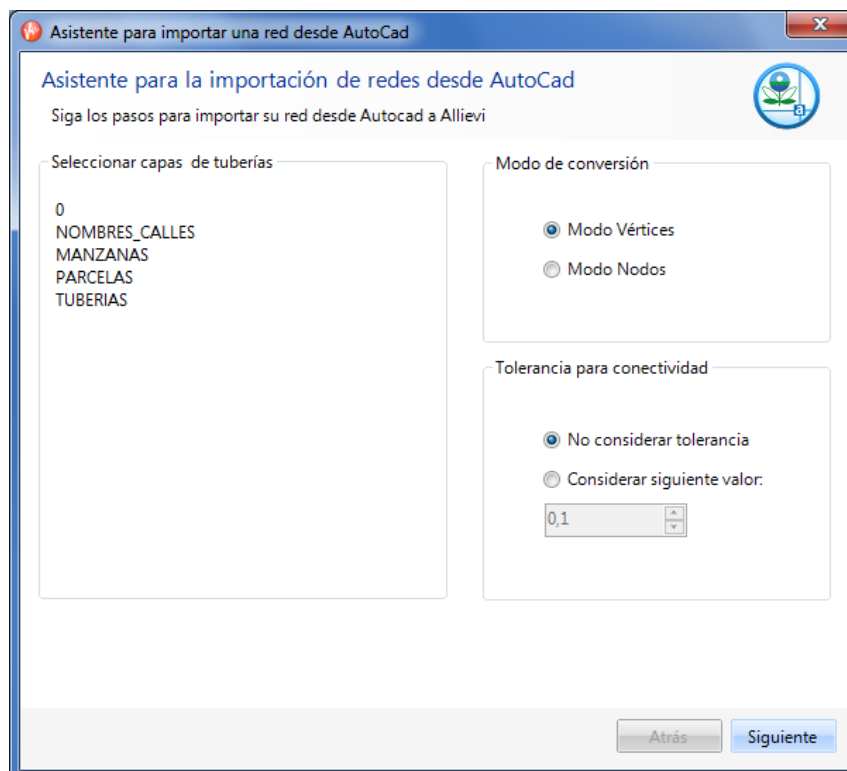 Asistente para importar una red desde AutoCad
Asistente para la importación de redes desde AutoCad
Siga los pasos para importar su red desde Autocad a Allievi
Seleccionar capas de tuberías
0
NOMBRES_CALLES
MANZANAS
PARCELAS
TUBERIAS
Modo de conversión
Modo Vértices
Modo Nodos
Tolerancia para conectividad
No considerar tolerancia
Considerar siguiente valor:
0,1
Atrás
Siguiente